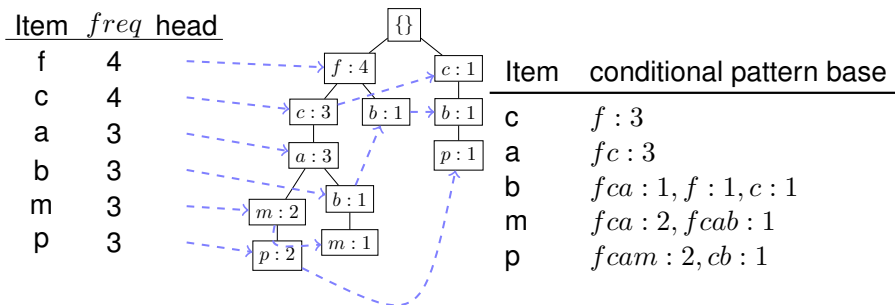 Item freq head
f 4
c 4
a 3
b 3
m 3
p 3
{}
f : 4
c : 1
c : 3
b : 1
b : 1
a : 3
p : 1
m : 2
b : 1
p : 2
m : 1
Item conditional pattern base
c f : 3
a fc : 3
b fca : 1, f : 1, c : 1
m fca : 2, fcab : 1
p fcam : 2, cb : 1